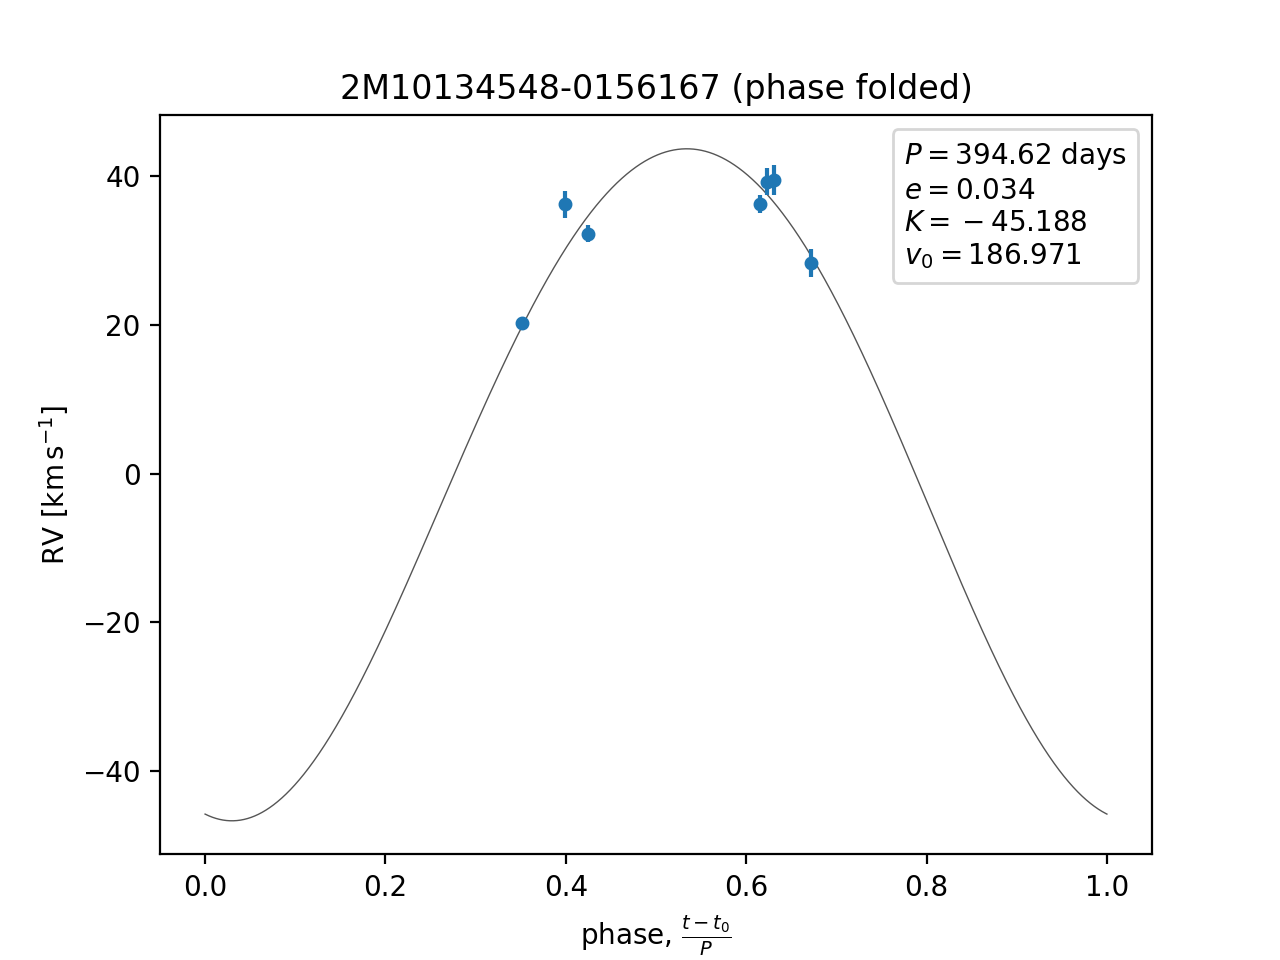 2M10134548-0156167 (phase folded)
P = 394.62 days
e = 0.034
K = −45.188
v₀ = 186.971
RV [km s⁻¹]
40
20
0
−20
−40
0.0 0.2 0.4 0.6 0.8 1.0
phase, (t − t₀)/P